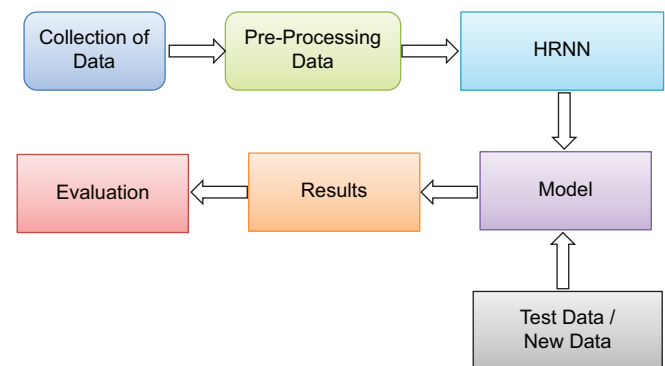 Collection of
Data
Pre-Processing
Data
HRNN
Evaluation
Results
Model
Test Data /
New Data